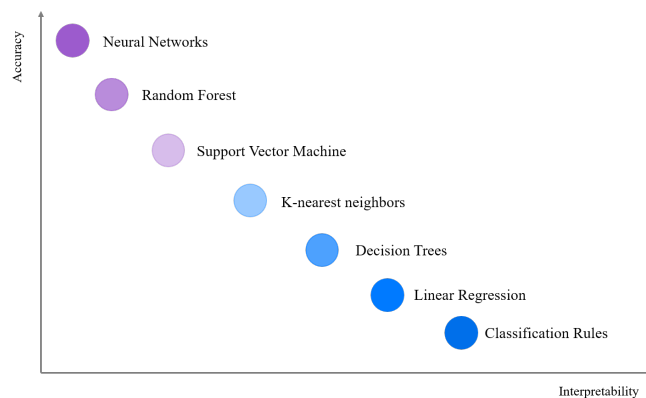 Accuracy
Neural Networks
Random Forest
Support Vector Machine
K-nearest neighbors
Decision Trees
Linear Regression
Classification Rules
Interpretability